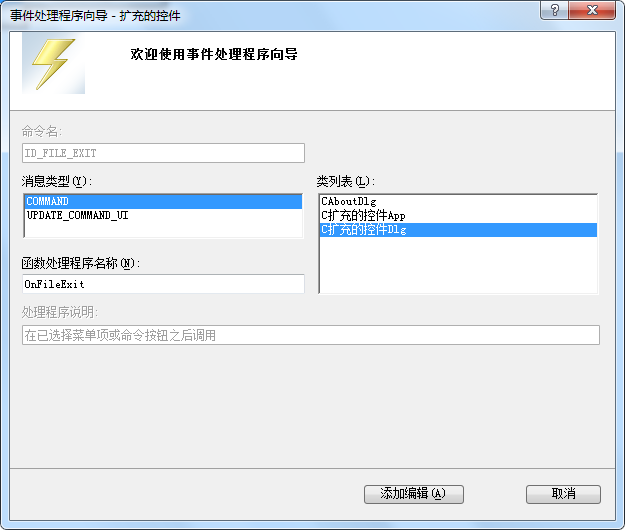 事件处理程序向导 - 扩充的控件
欢迎使用事件处理程序向导
命令名:
ID_FILE_EXIT
消息类型(Y):
COMMAND
UPDATE_COMMAND_UI
类列表(L):
CAboutDlg
C扩充的控件App
C扩充的控件Dlg
函数处理程序名称(N):
OnFileExit
处理程序说明:
在已选择菜单项或命令按钮之后调用
添加编辑(A)
取消